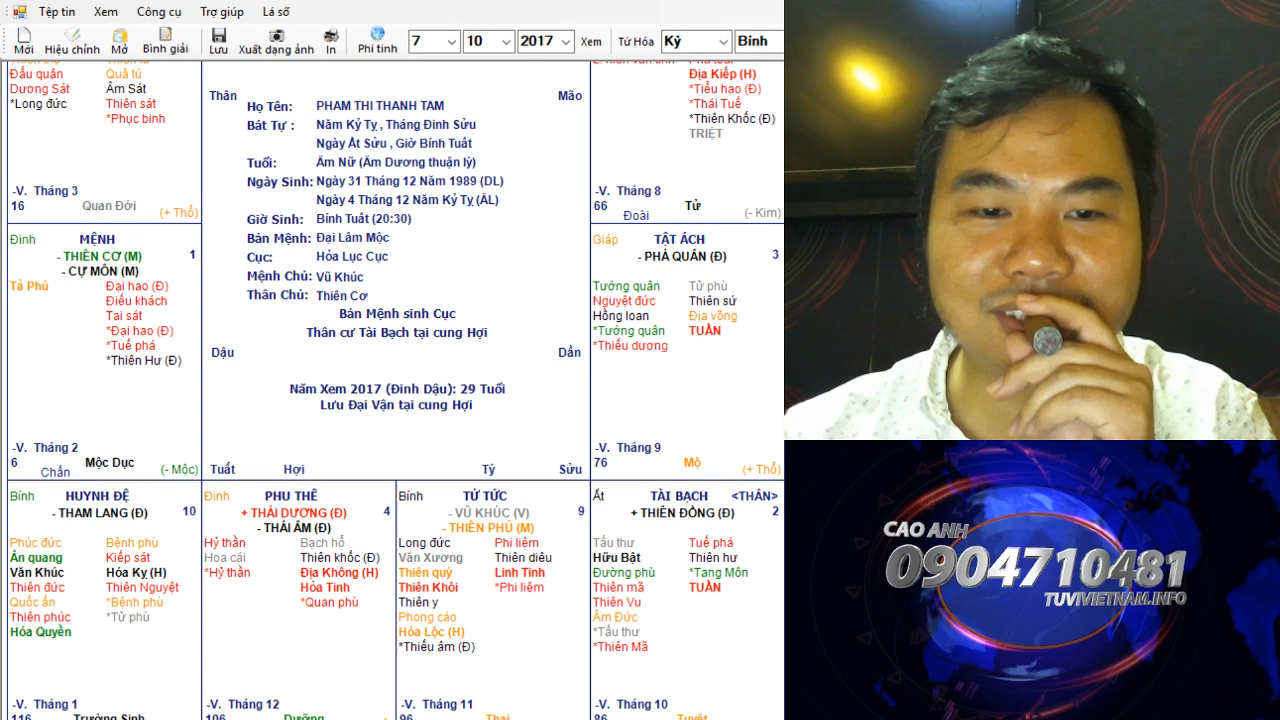 Tệp tin Xem Công cụ Trợ giúp Lá số
Mới Hiệu chỉnh Mở Bình giải Lưu Xuất dạng ảnh In Phi tinh 7 10 2017 Xem Tứ Hóa Kỷ Bính
Đẩu quân Quả tú
Dương Sát Ấm Sát
*Long đức Thiên sát
*Phục binh
-V. Tháng 3
16 Quan Đới (+ Thổ)
Thân Mão
Họ Tên: PHAM THI THANH TAM
Bát Tự : Năm Kỷ Tỵ , Tháng Đinh Sửu
Ngày Ất Sửu , Giờ Bính Tuất
Tuổi: Âm Nữ (Âm Dương thuận lý)
Ngày Sinh: Ngày 31 Tháng 12 Năm 1989 (DL)
Ngày 4 Tháng 12 Năm Kỷ Tỵ (ÂL)
Giờ Sinh: Bính Tuất (20:30)
Bản Mệnh: Đại Lâm Mộc
Cục: Hỏa Lục Cục
Mệnh Chủ: Vũ Khúc
Thân Chủ: Thiên Cơ
Bản Mệnh sinh Cục
Thân cư Tài Bạch tại cung Hợi
Dậu Dần
Năm Xem 2017 (Đinh Dậu): 29 Tuổi
Lưu Đại Vận tại cung Hợi
Tuất Hợi Tý Sửu
Địa Kiếp (H)
*Tiểu hao (Đ)
*Thái Tuế
*Thiên Khốc (Đ)
TRIỆT
-V. Tháng 8
66 Tử (- Kim)
Đoài
Đinh MỆNH
- THIÊN CƠ (M) 1
- CỰ MÔN (M)
Tả Phù Đại hao (Đ)
Điếu khách
Tai sát
*Đại hao (Đ)
*Tuế phá
*Thiên Hư (Đ)
-V. Tháng 2
6 Mộc Dục (- Mộc)
Chấn
Giáp TẬT ÁCH
- PHÁ QUÂN (Đ) 3
Tướng quân Tử phù
Nguyệt đức Thiên sứ
Hồng loan Địa võng
*Tướng quân TUẦN
*Thiếu dương
-V. Tháng 9
76 Mộ (+ Thổ)
Bính HUYNH ĐỆ
- THAM LANG (Đ) 10
Phúc đức Bệnh phù
Ân quang Kiếp sát
Văn Khúc Hóa Kỵ (H)
Thiên đức Thiên Nguyệt
Quốc ấn *Bệnh phù
Thiên phúc *Tử phù
Hóa Quyền
-V. Tháng 1
116 Trường Sinh
Đinh PHU THÊ
+ THÁI DƯƠNG (Đ) 4
- THÁI ÂM (Đ)
Hỷ thần Bạch hổ
Hoa cái Thiên khốc (Đ)
*Hỷ thần Địa Không (H)
Hỏa Tinh
*Quan phù
-V. Tháng 12
106 Dưỡng
Bính TỬ TỨC
- VŨ KHÚC (V) 9
- THIÊN PHỦ (M)
Long đức Phi liêm
Văn Xương Thiên diêu
Thiên quý Linh Tinh
Thiên Khôi *Phi liêm
Thiên y
Phong cáo
Hóa Lộc (H)
*Thiếu âm (Đ)
-V. Tháng 11
96 Thai
Ất TÀI BẠCH <THÂN>
+ THIÊN ĐỒNG (Đ) 2
Tấu thư Tuế phá
Hữu Bật Thiên hư
Đường phù *Tang Môn
Thiên mã TUẦN
Thiên Vu
Âm Đức
*Tấu thư
*Thiên Mã
-V. Tháng 10
86 Tuyệt
CAO ANH
0904710481
TUVIVIETNAM.INFO